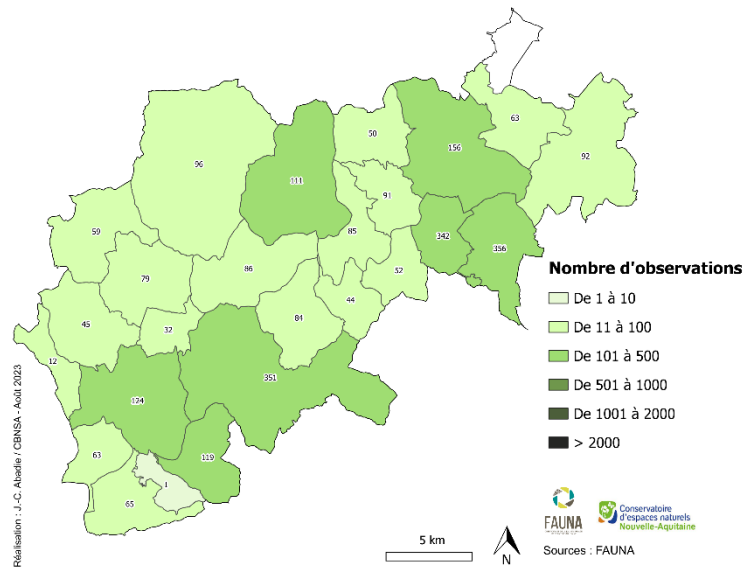 63
50
156
92
96
111
91
59
85
342
356
86
52
79
44
84
45
32
12
351
124
63
119
1
65
Nombre d'observations
De 1 à 10
De 11 à 100
De 101 à 500
De 501 à 1000
De 1001 à 2000
> 2000
Réalisation : J.-C. Abadie / CBNSA - Août 2023
5 km
N
FAUNA
Conservatoire
d'espaces naturels
Nouvelle-Aquitaine
Sources : FAUNA